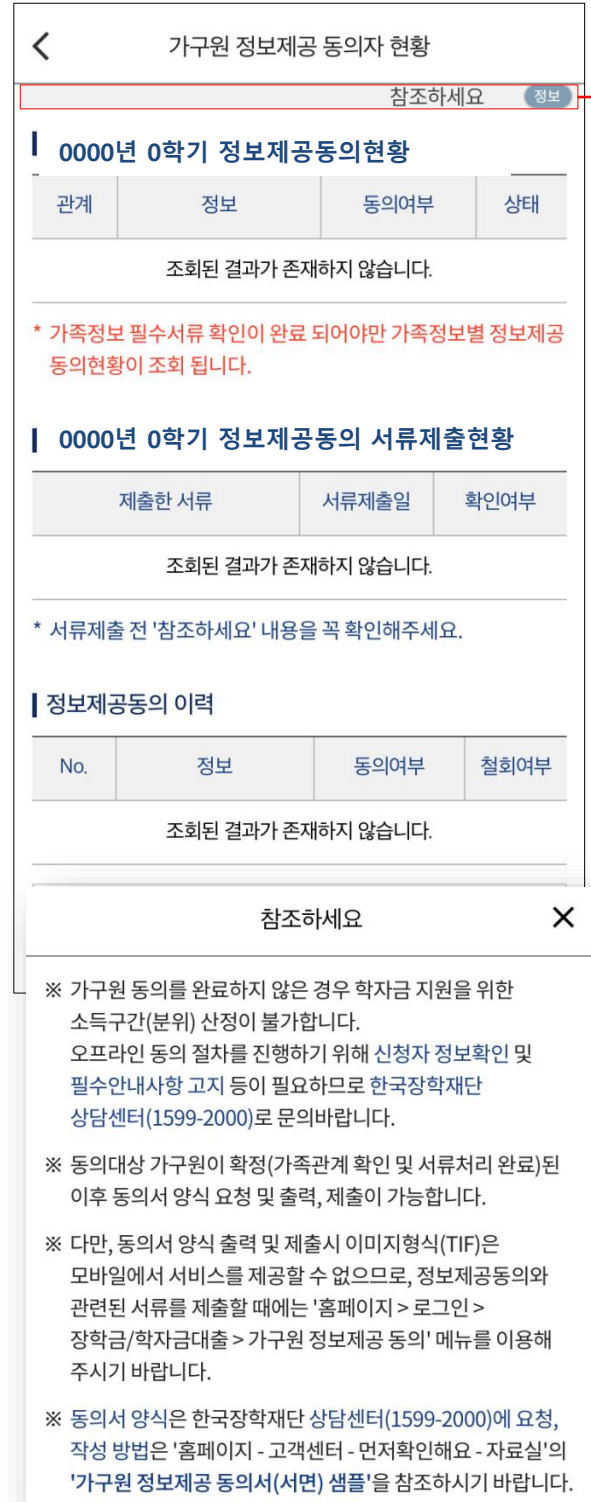 가구원 정보제공 동의자 현황
참조하세요 정보
0000년 0학기 정보제공동의현황
관계 정보 동의여부 상태
조회된 결과가 존재하지 않습니다.
* 가족정보 필수서류 확인이 완료 되어야만 가족정보별 정보제공
동의현황이 조회 됩니다.
0000년 0학기 정보제공동의 서류제출현황
제출한 서류 서류제출일 확인여부
조회된 결과가 존재하지 않습니다.
* 서류제출 전 '참조하세요' 내용을 꼭 확인해주세요.
정보제공동의 이력
No. 정보 동의여부 철회여부
조회된 결과가 존재하지 않습니다.
참조하세요
※ 가구원 동의를 완료하지 않은 경우 학자금 지원을 위한
소득구간(분위) 산정이 불가합니다.
오프라인 동의 절차를 진행하기 위해 신청자 정보확인 및
필수안내사항 고지 등이 필요하므로 한국장학재단
상담센터(1599-2000)로 문의바랍니다.
※ 동의대상 가구원이 확정(가족관계 확인 및 서류처리 완료)된
이후 동의서 양식 요청 및 출력, 제출이 가능합니다.
※ 다만, 동의서 양식 출력 및 제출시 이미지형식(TIF)은
모바일에서 서비스를 제공할 수 없으므로, 정보제공동의와
관련된 서류를 제출할 때에는 '홈페이지 > 로그인 >
장학금/학자금대출 > 가구원 정보제공 동의' 메뉴를 이용해
주시기 바랍니다.
※ 동의서 양식은 한국장학재단 상담센터(1599-2000)에 요청,
작성 방법은 '홈페이지 - 고객센터 - 먼저확인해요 - 자료실'의
'가구원 정보제공 동의서(서면) 샘플'을 참조하시기 바랍니다.